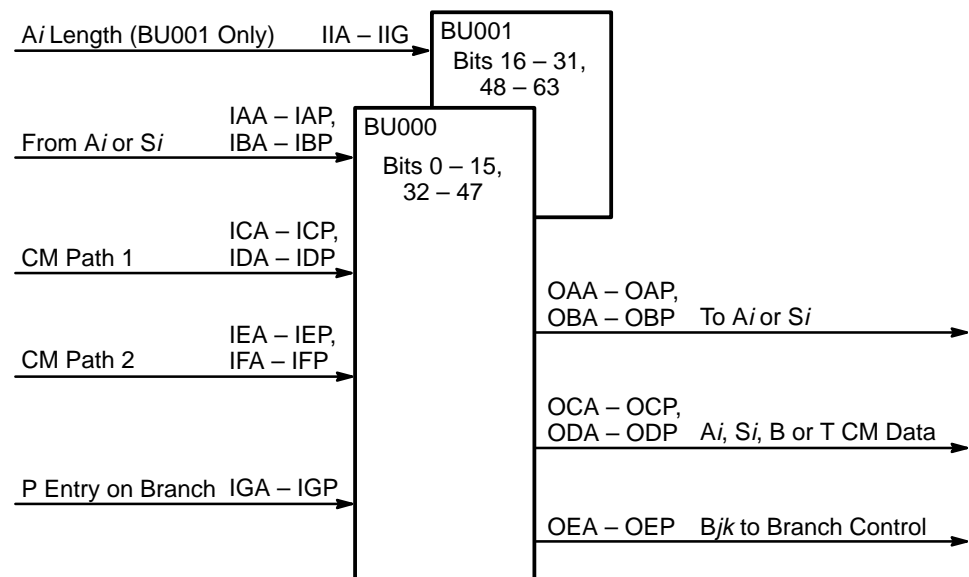 Ai Length (BU001 Only) IIA – IIG
BU001
Bits 16 – 31,
48 – 63
IAA – IAP,
From Ai or Si IBA – IBP
BU000
Bits 0 – 15,
32 – 47
ICA – ICP,
CM Path 1 IDA – IDP
IEA – IEP,
CM Path 2 IFA – IFP
P Entry on Branch IGA – IGP
OAA – OAP,
OBA – OBP To Ai or Si
OCA – OCP,
ODA – ODP Ai, Si, B or T CM Data
OEA – OEP Bjk to Branch Control